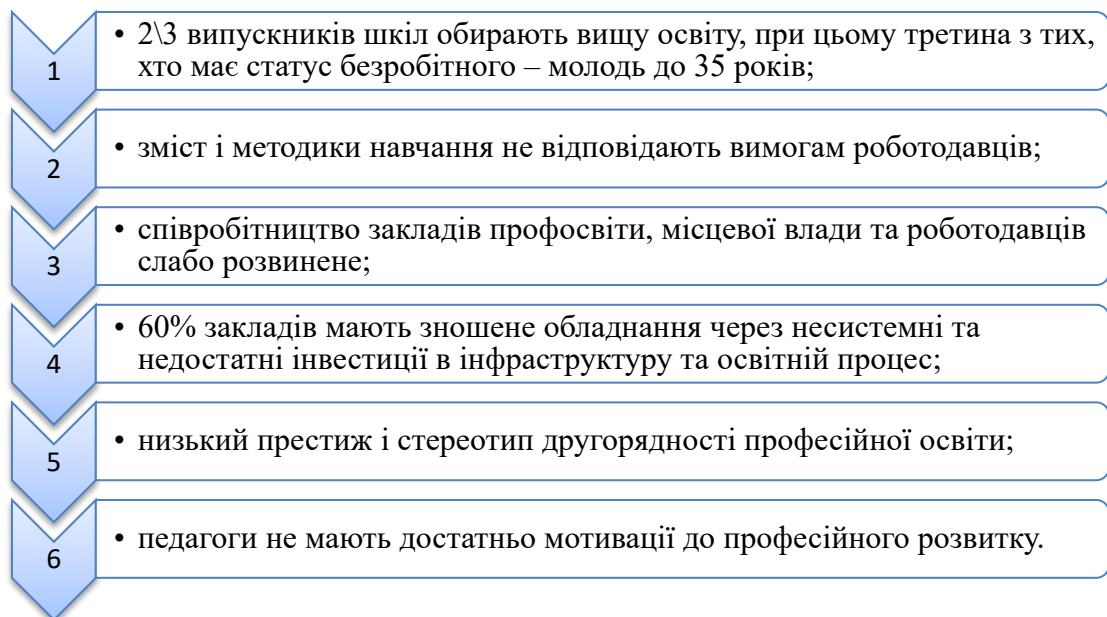 1
• 2\3 випускників шкіл обирають вищу освіту, при цьому третина з тих,
хто має статус безробітного – молодь до 35 років;
2
• зміст і методики навчання не відповідають вимогам роботодавців;
3
• співробітництво закладів профосвіти, місцевої влади та роботодавців
слабо розвинене;
4
• 60% закладів мають зношене обладнання через несистемні та
недостатні інвестиції в інфраструктуру та освітній процес;
5
• низький престиж і стереотип другорядності професійної освіти;
6
• педагоги не мають достатньо мотивації до професійного розвитку.